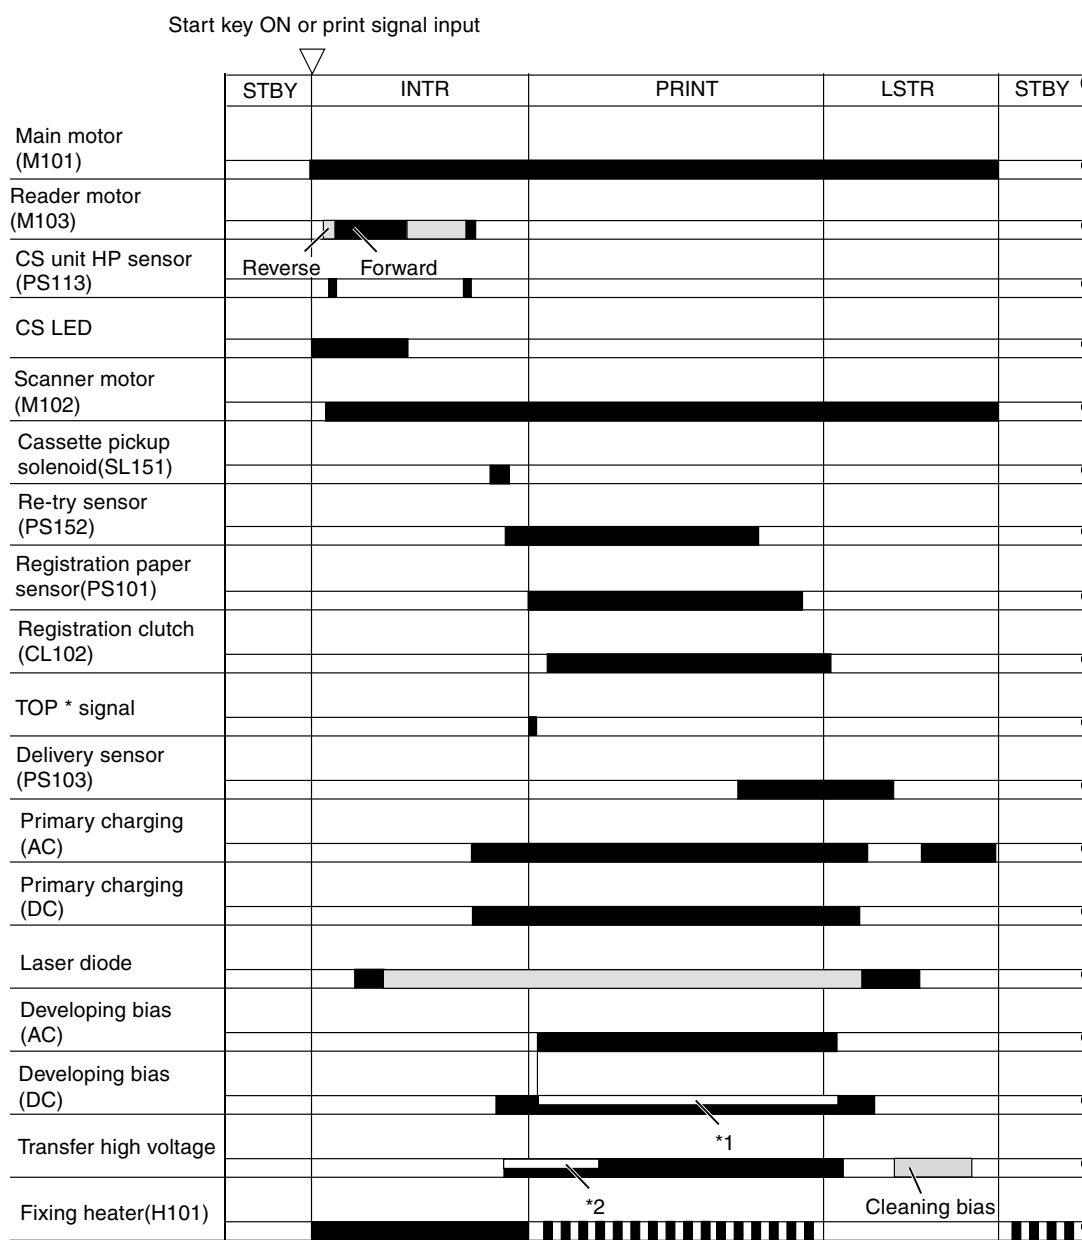 Start key ON or print signal input
STBY INTR PRINT LSTR STBY
Main motor
(M101)
Reader motor
(M103)
Reverse Forward
CS unit HP sensor
(PS113)
CS LED
Scanner motor
(M102)
Cassette pickup
solenoid(SL151)
Re-try sensor
(PS152)
Registration paper
sensor(PS101)
Registration clutch
(CL102)
TOP * signal
Delivery sensor
(PS103)
Primary charging
(AC)
Primary charging
(DC)
Laser diode
Developing bias
(AC)
Developing bias
(DC)
*1
Transfer high voltage
*2
Cleaning bias
Fixing heater(H101)